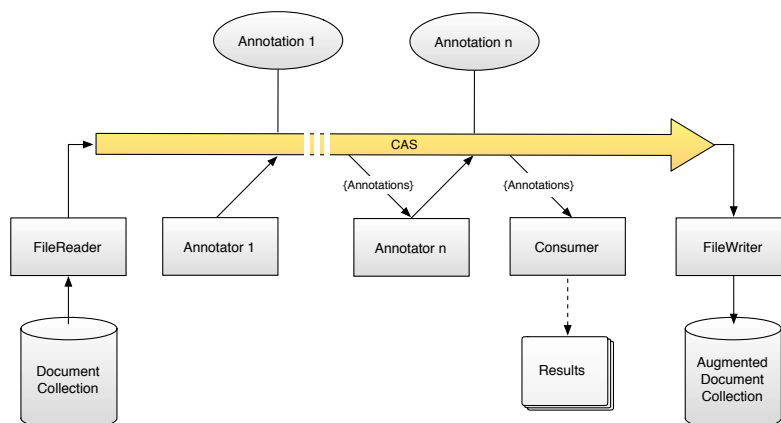 Annotation 1
Annotation n
CAS
{Annotations}
{Annotations}
FileReader
Annotator 1
Annotator n
Consumer
FileWriter
Document
Collection
Results
Augmented
Document
Collection